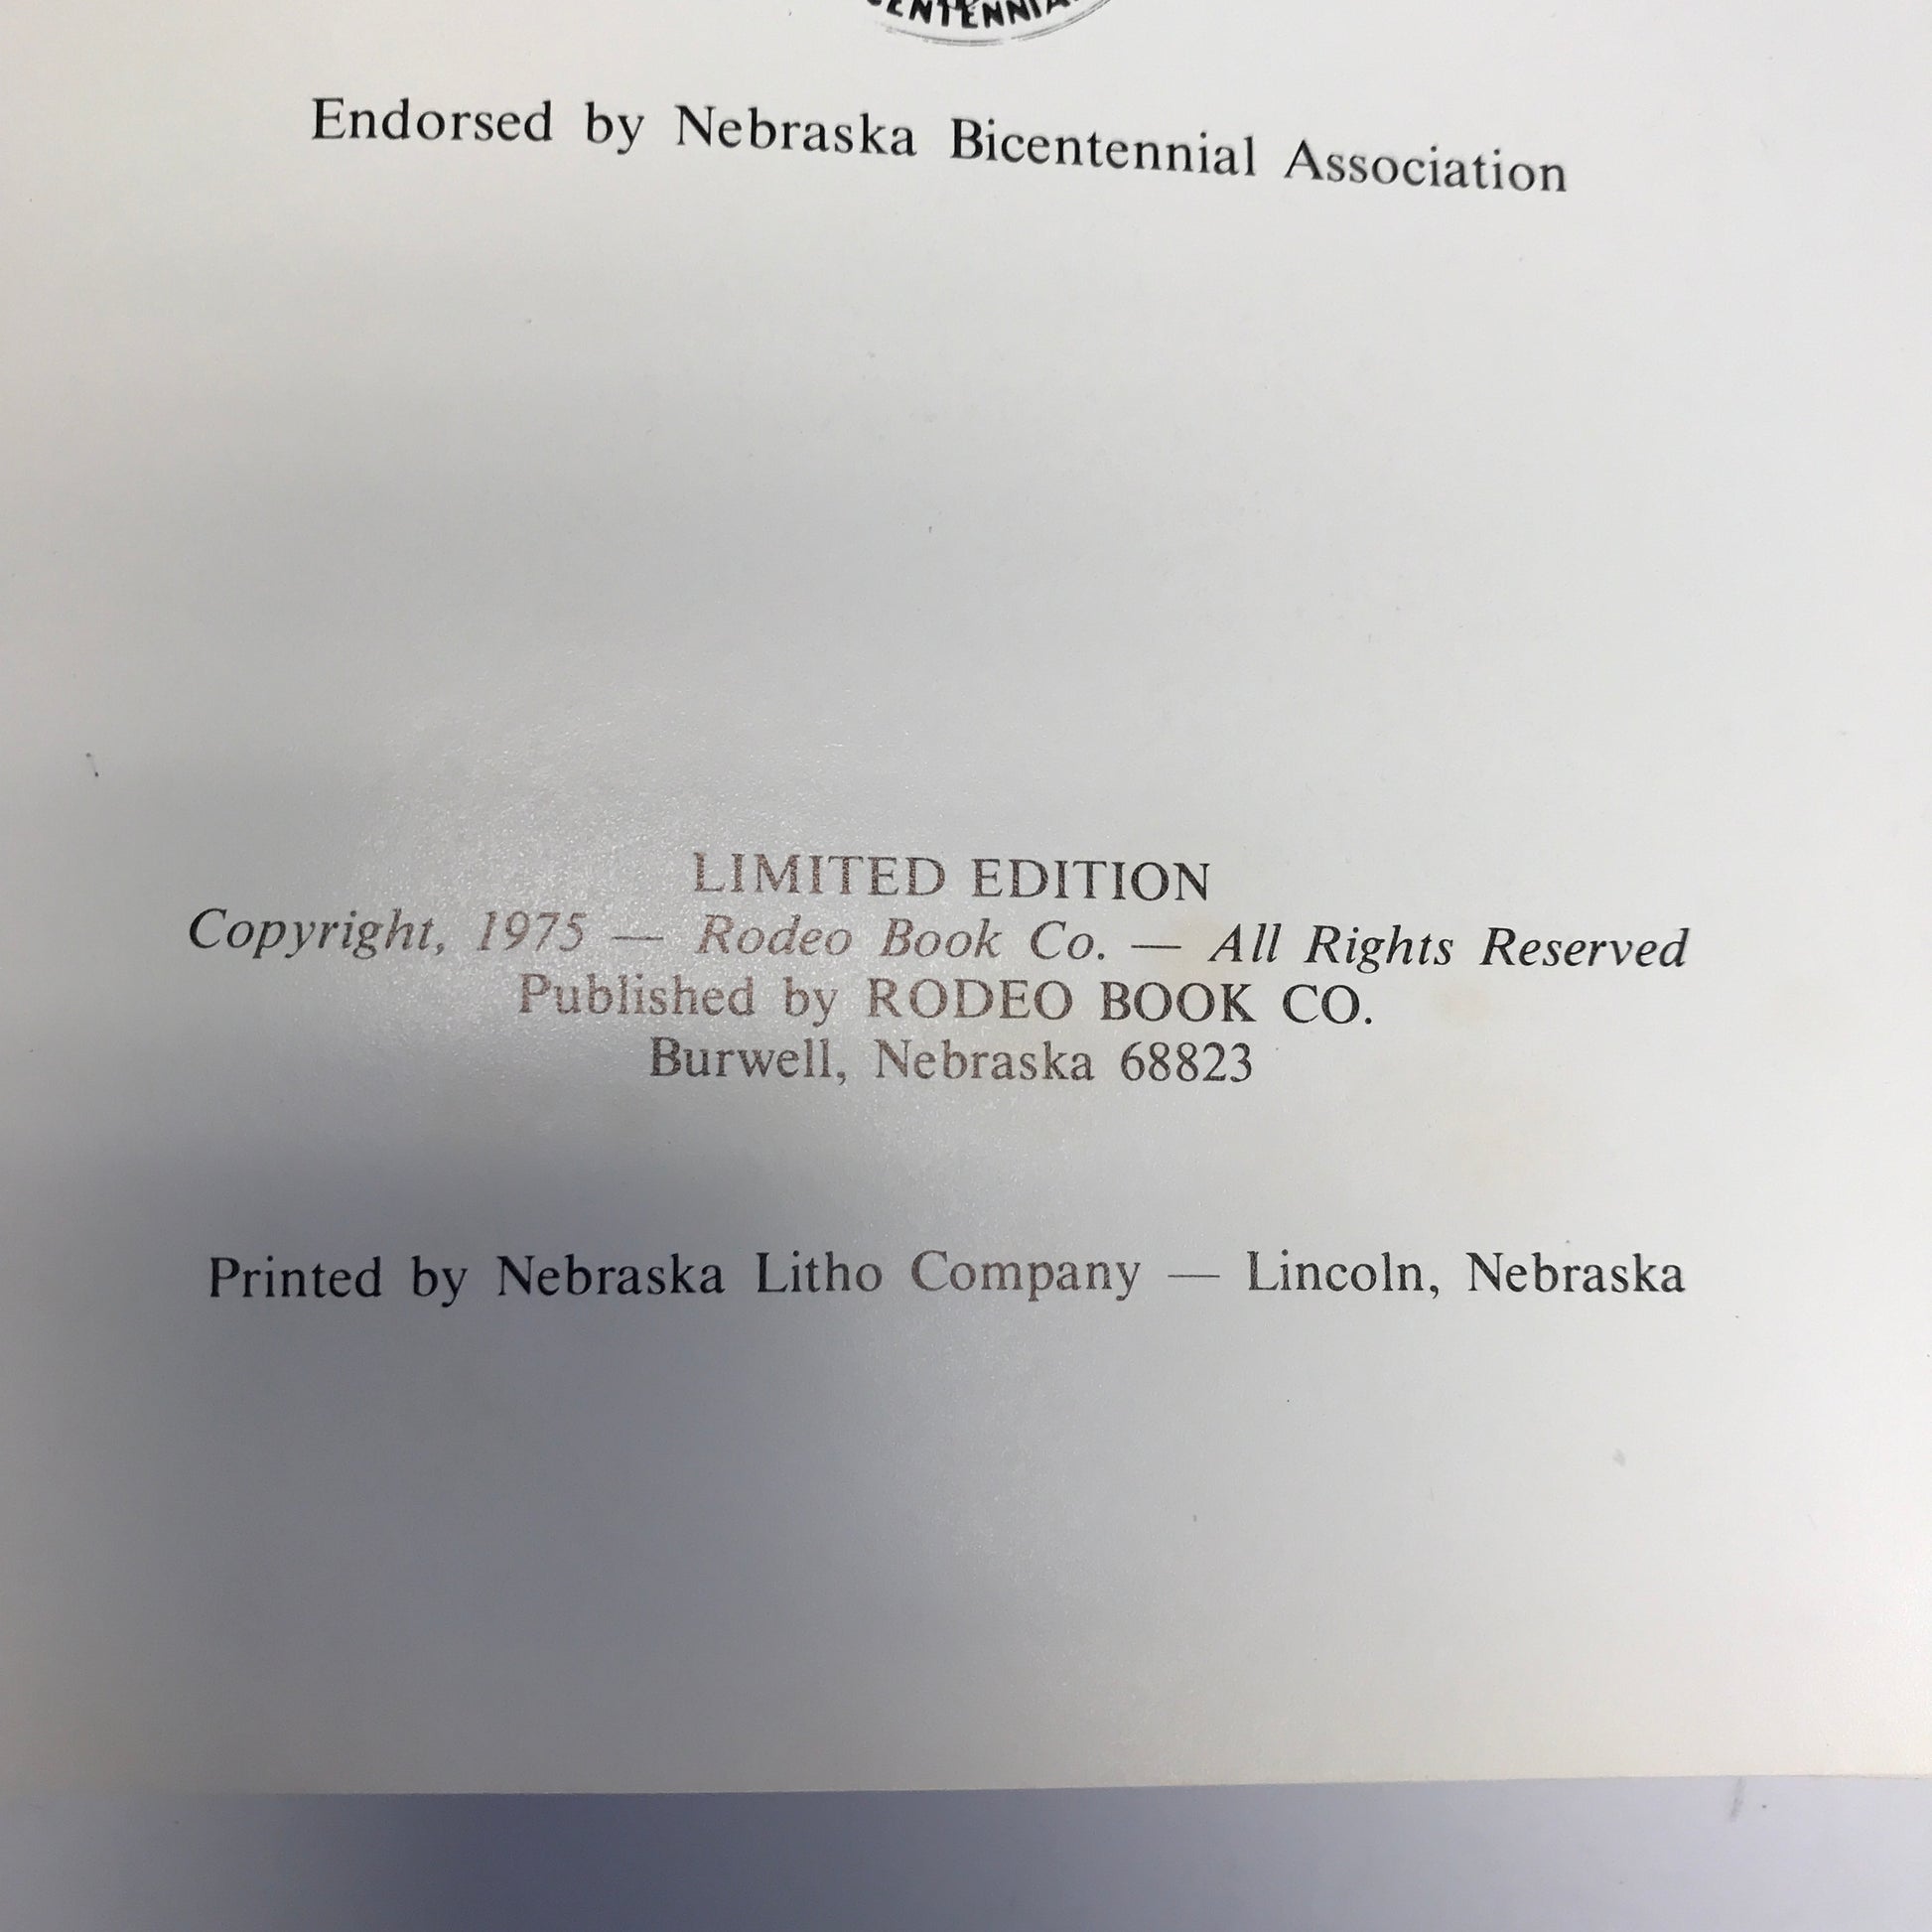 Endorsed by Nebraska Bicentennial Association
LIMITED EDITION
Copyright, 1975 — Rodeo Book Co. — All Rights Reserved
Published by RODEO BOOK CO.
Burwell, Nebraska 68823
Printed by Nebraska Litho Company — Lincoln, Nebraska